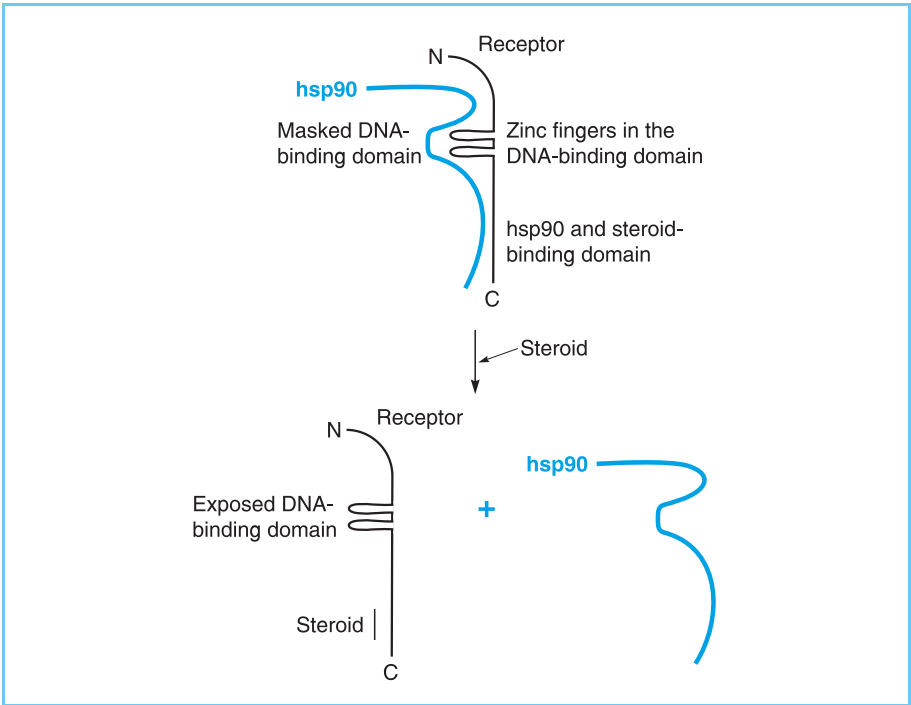 Receptor
N
hsp90
Masked DNA-
binding domain
Zinc fingers in the
DNA-binding domain
hsp90 and steroid-
binding domain
C
Steroid
Receptor
N
hsp90
Exposed DNA-
binding domain
+
Steroid
C